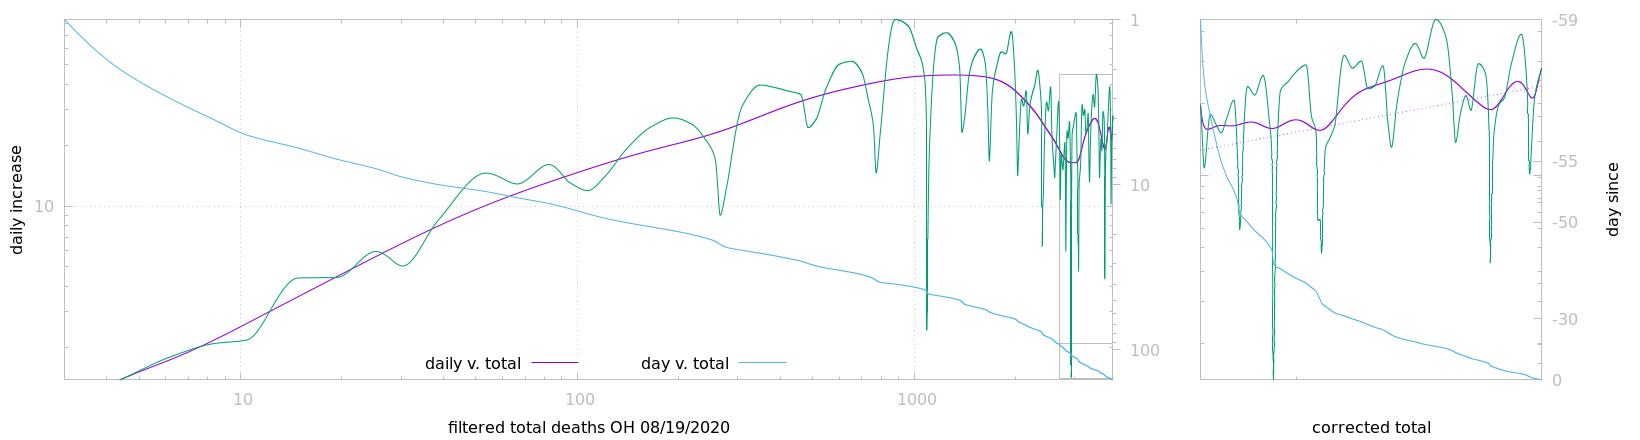 daily increase
10
daily v. total
day v. total
10
100
1000
filtered total deaths OH 08/19/2020
1
10
100
-59
-55
-50
-30
0
day since
corrected total